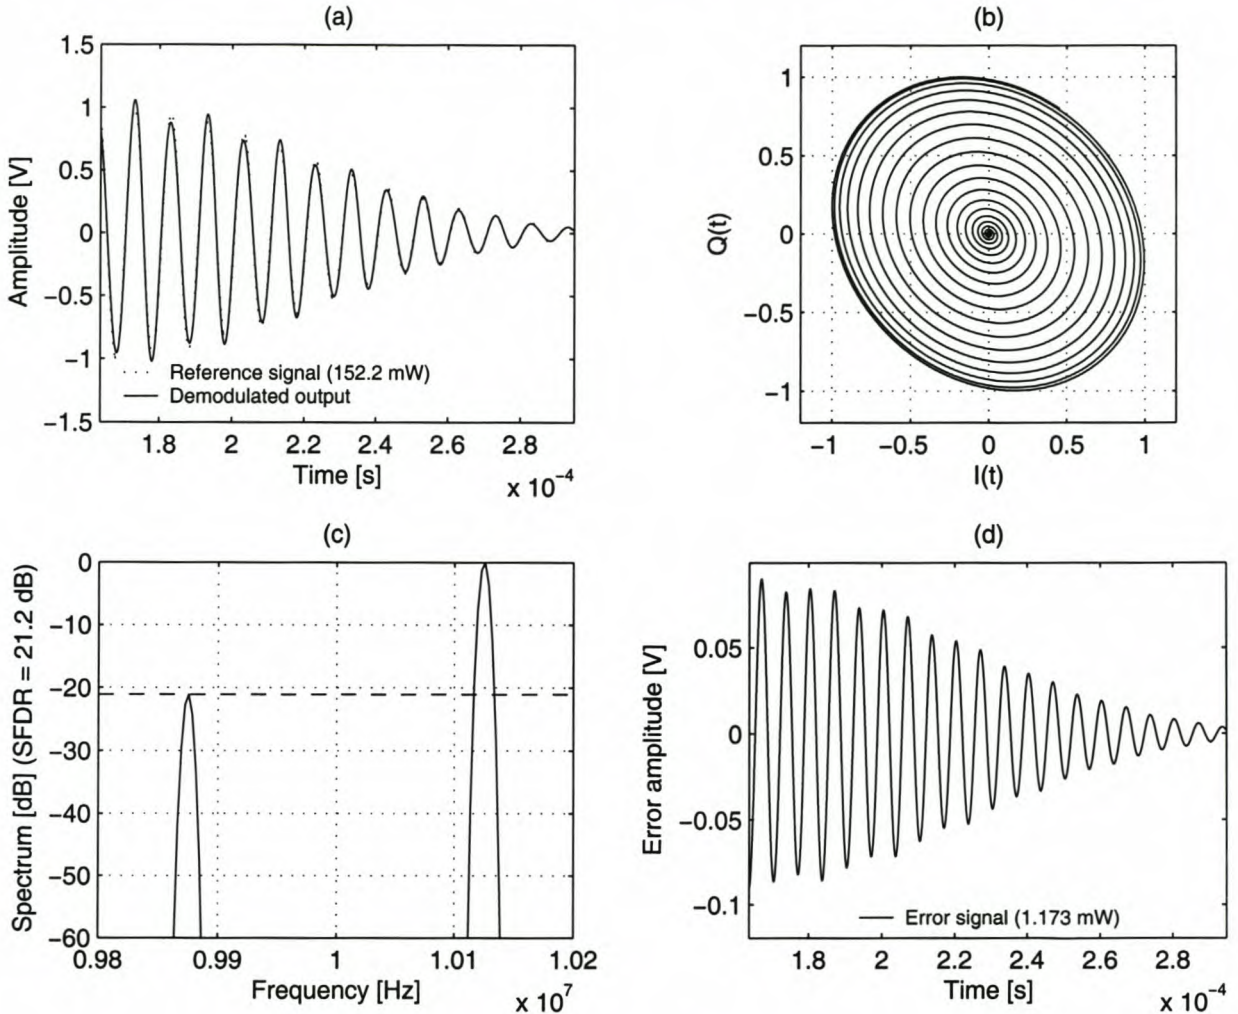 (a)
1.5
1
0.5
0
−0.5
−1
−1.5
Amplitude [V]
Reference signal (152.2 mW)
Demodulated output
1.8 2 2.2 2.4 2.6 2.8
Time [s]
x 10−4
(b)
1
0.5
0
−0.5
−1
Q(t)
−1 −0.5 0 0.5 1
I(t)
(c)
0
−10
−20
−30
−40
−50
−60
Spectrum [dB] (SFDR = 21.2 dB)
0.98 0.99 1 1.01 1.02
Frequency [Hz]
x 107
(d)
0.05
0
−0.05
−0.1
Error amplitude [V]
Error signal (1.173 mW)
1.8 2 2.2 2.4 2.6 2.8
Time [s]
x 10−4